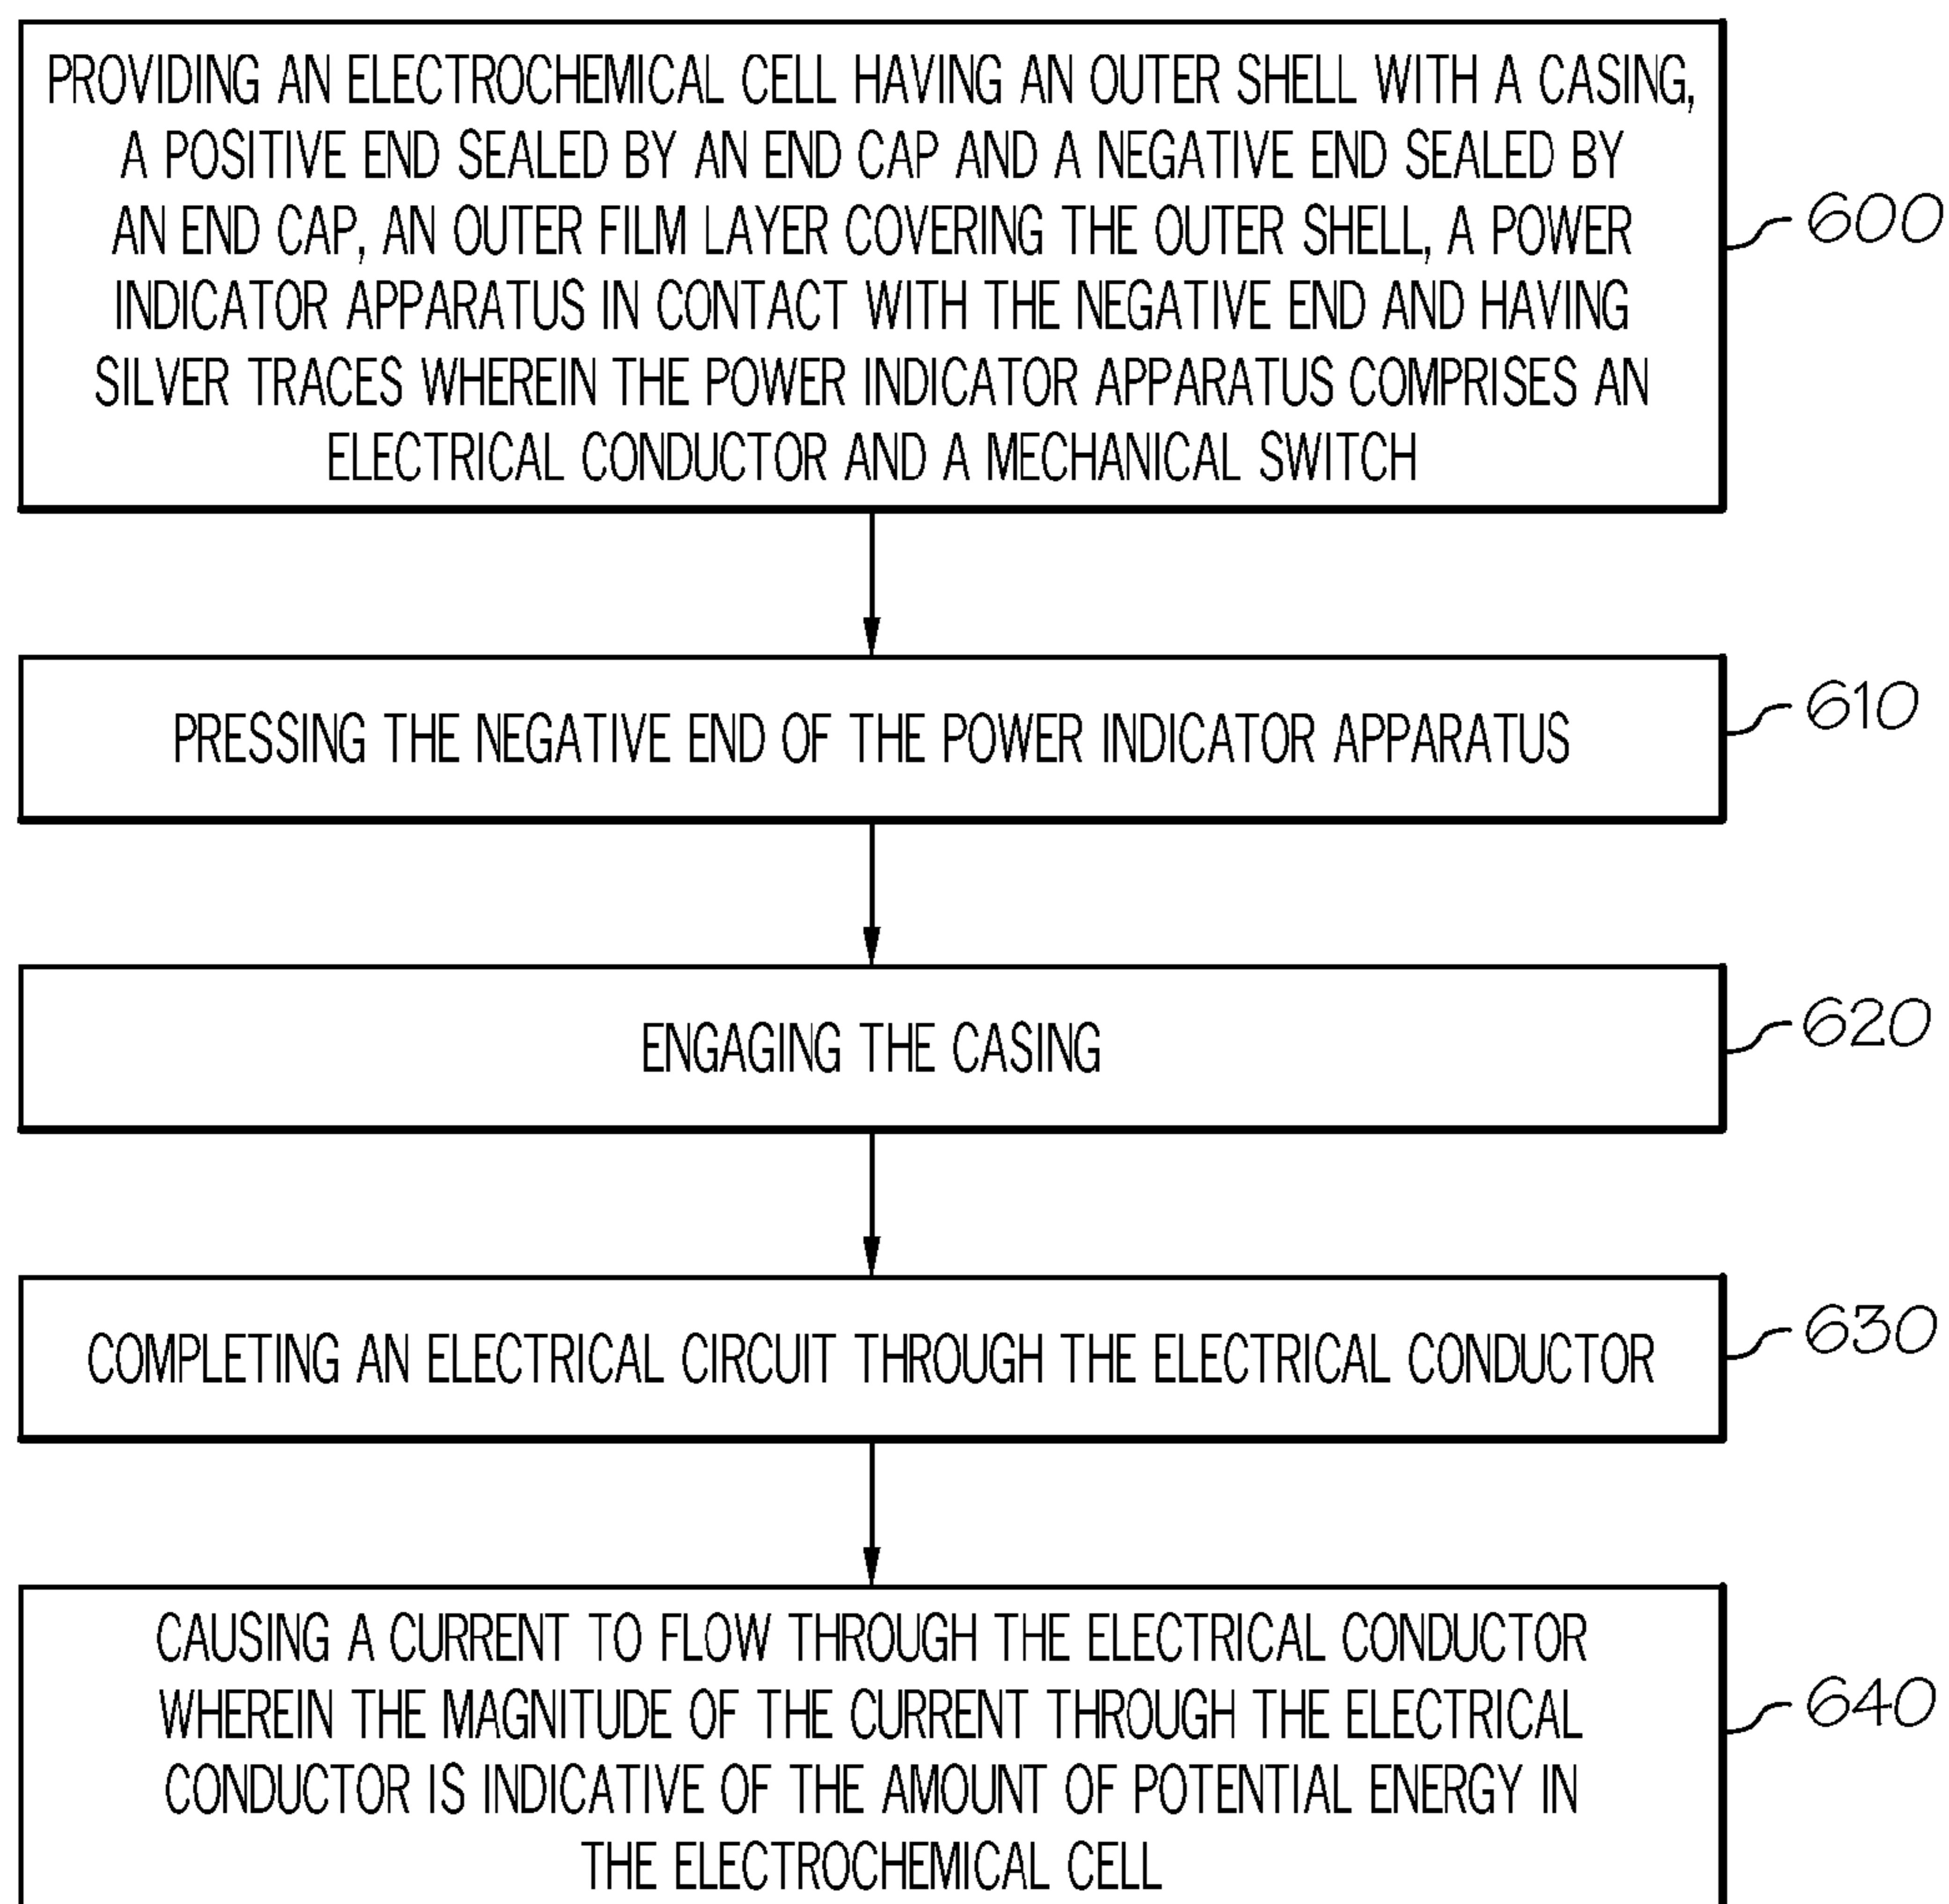 PROVIDING AN ELECTROCHEMICAL CELL HAVING AN OUTER SHELL WITH A CASING,
A POSITIVE END SEALED BY AN END CAP AND A NEGATIVE END SEALED BY
AN END CAP, AN OUTER FILM LAYER COVERING THE OUTER SHELL, A POWER
INDICATOR APPARATUS IN CONTACT WITH THE NEGATIVE END AND HAVING
SILVER TRACES WHEREIN THE POWER INDICATOR APPARATUS COMPRISES AN
ELECTRICAL CONDUCTOR AND A MECHANICAL SWITCH
600
PRESSING THE NEGATIVE END OF THE POWER INDICATOR APPARATUS
610
ENGAGING THE CASING
620
COMPLETING AN ELECTRICAL CIRCUIT THROUGH THE ELECTRICAL CONDUCTOR
630
CAUSING A CURRENT TO FLOW THROUGH THE ELECTRICAL CONDUCTOR
WHEREIN THE MAGNITUDE OF THE CURRENT THROUGH THE ELECTRICAL
CONDUCTOR IS INDICATIVE OF THE AMOUNT OF POTENTIAL ENERGY IN
THE ELECTROCHEMICAL CELL
640